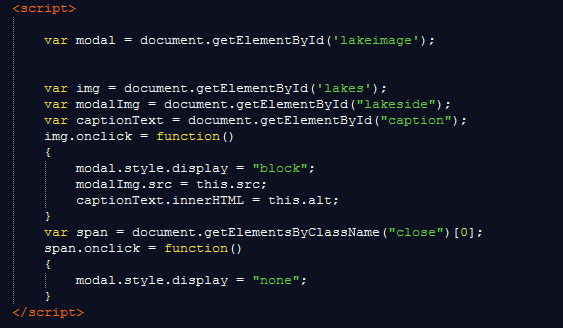 <script>
var modal = document.getElementById('lakeimage');
var img = document.getElementById('lakes');
var modalImg = document.getElementById("lakeside");
var captionText = document.getElementById("caption");
img.onclick = function()
{
modal.style.display = "block";
modalImg.src = this.src;
captionText.innerHTML = this.alt;
}
var span = document.getElementsByClassName("close")[0];
span.onclick = function()
{
modal.style.display = "none";
}
</script>